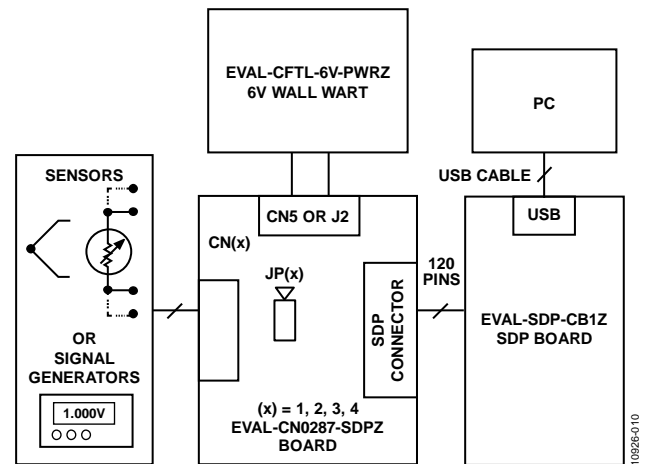 EVAL-CFTL-6V-PWRZ
6V WALL WART
PC
SENSORS
USB CABLE
CN5 OR J2
USB
CN(x)
JP(x)
120
PINS
SDP
CONNECTOR
EVAL-SDP-CB1Z
SDP BOARD
OR
SIGNAL
GENERATORS
1.000V
(x) = 1, 2, 3, 4
EVAL-CN0287-SDPZ
BOARD
10926-010